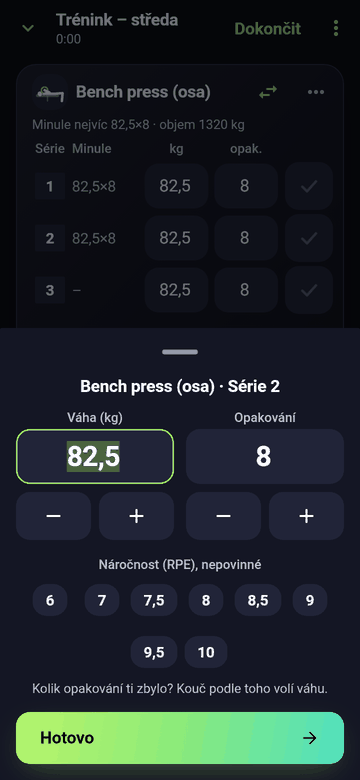 Trénink – středa
0:00
Dokončit
Bench press (osa)
Minule nejvíc 82,5×8 · objem 1320 kg
Série Minule kg opak.
1 82,5×8 82,5 8
2 82,5×8 82,5 8
3 – 82,5 8
Bench press (osa) · Série 2
Váha (kg) Opakování
82,5 8
− + − +
Náročnost (RPE), nepovinné
6 7 7,5 8 8,5 9
9,5 10
Kolik opakování ti zbylo? Kouč podle toho volí váhu.
Hotovo